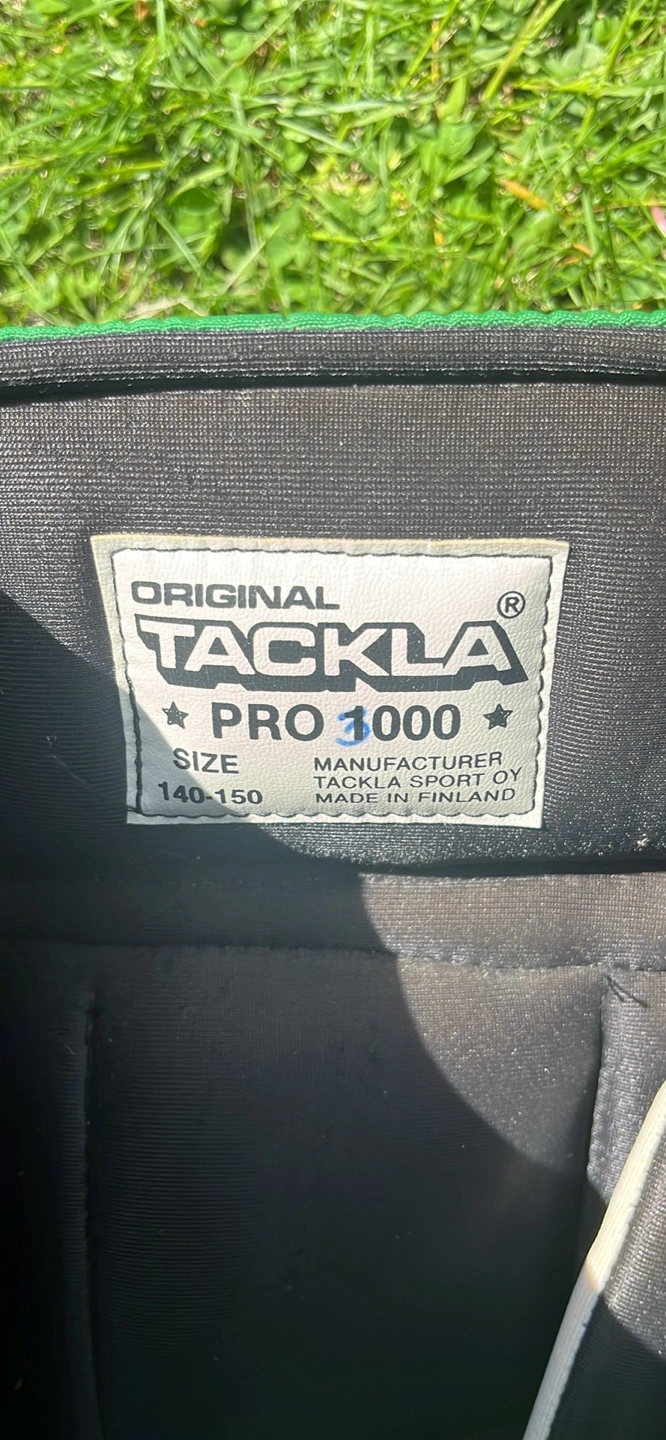 ORIGINAL
TACKLA®
★ PRO 3000 ★
SIZE
140-150
MANUFACTURER
TACKLA SPORT OY
MADE IN FINLAND